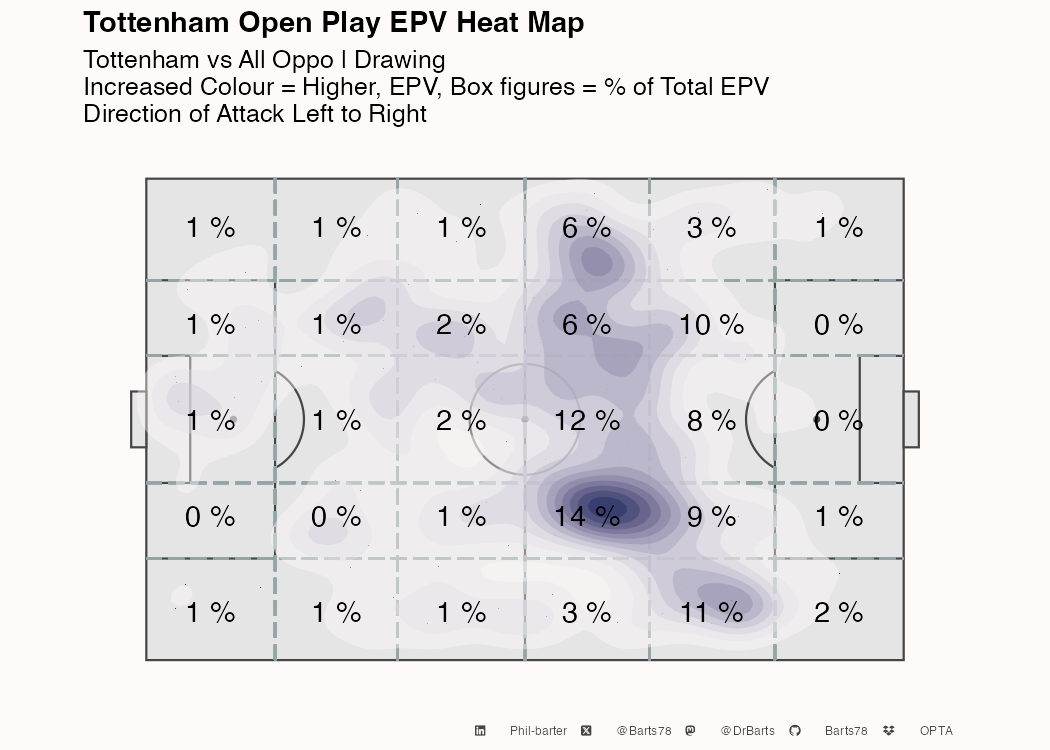 Tottenham Open Play EPV Heat Map
Tottenham vs All Oppo | Drawing
Increased Colour = Higher, EPV, Box figures = % of Total EPV
Direction of Attack Left to Right
1 % 1 % 1 % 6 % 3 % 1 %
1 % 1 % 2 % 6 % 10 % 0 %
1 % 1 % 2 % 12 % 8 % 0 %
0 % 0 % 1 % 14 % 9 % 1 %
1 % 1 % 1 % 3 % 11 % 2 %
Phil-barter @Barts78 @DrBarts Barts78 OPTA